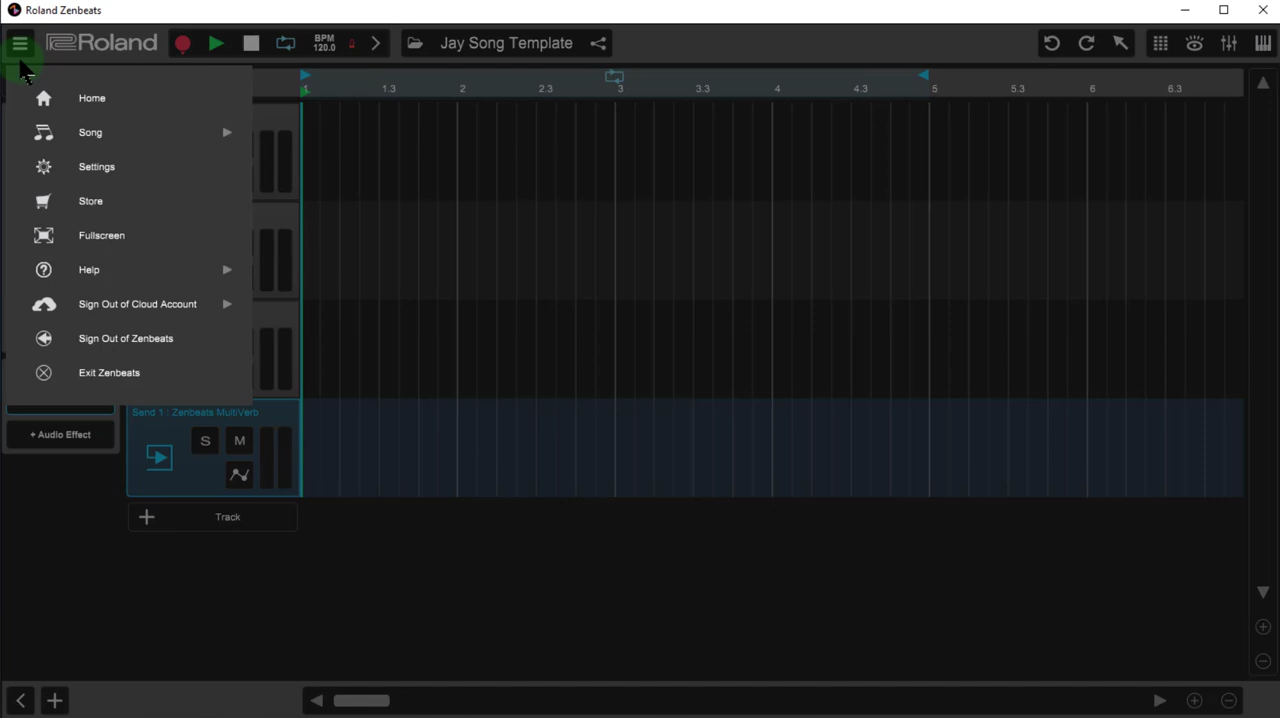 Roland Zenbeats
Roland
BPM
120.0
Jay Song Template
1 1.3 2 2.3 3 3.3 4 4.3 5 5.3 6 6.3
Home
Song
Settings
Store
Fullscreen
Help
Sign Out of Cloud Account
Sign Out of Zenbeats
Exit Zenbeats
Send 1 : Zenbeats MultiVerb
+ Audio Effect
S M
Track